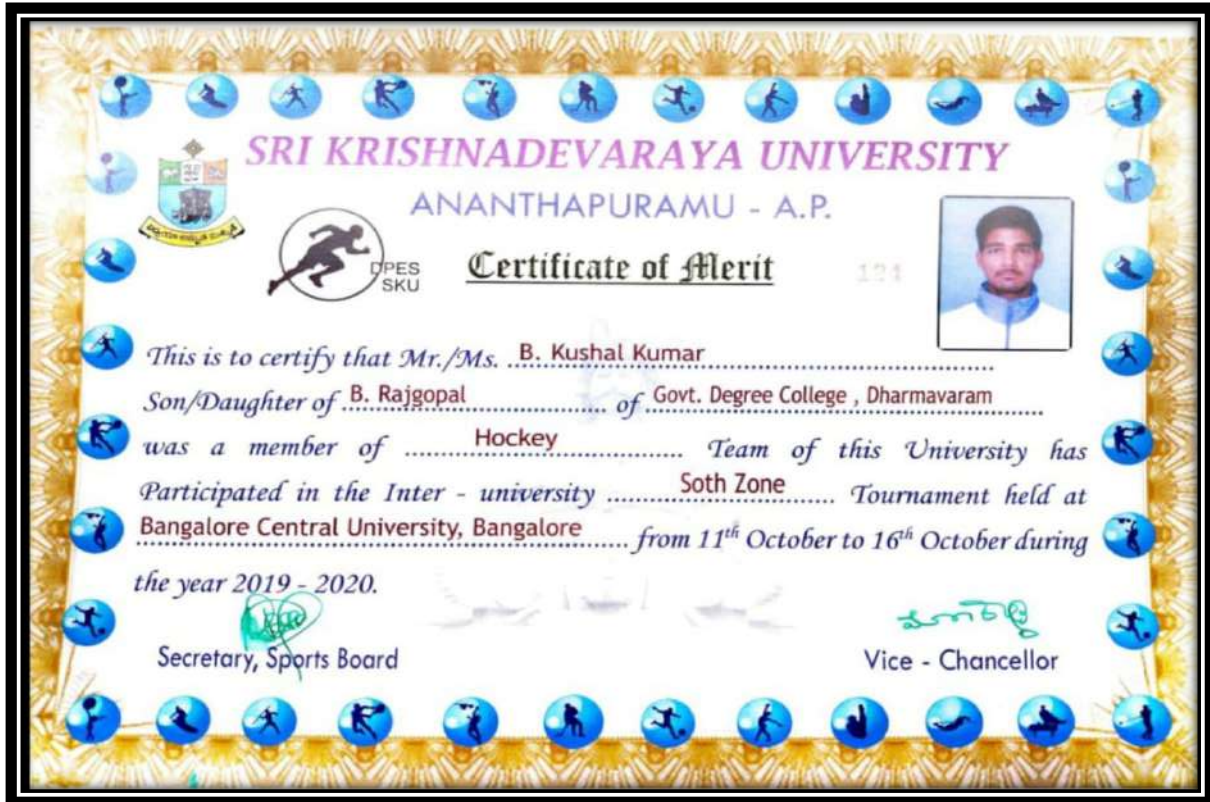 SRI KRISHNADEVARAYA UNIVERSITY
ANANTHAPURAMU - A.P.
DPES
SKU
Certificate of Merit
124
This is to certify that Mr./Ms. B. Kushal Kumar
Son/Daughter of B. Rajgopal of Govt. Degree College , Dharmavaram
was a member of Hockey Team of this University has
Participated in the Inter - university Soth Zone Tournament held at
Bangalore Central University, Bangalore from 11th October to 16th October during
the year 2019 - 2020.
Secretary, Sports Board
Vice - Chancellor